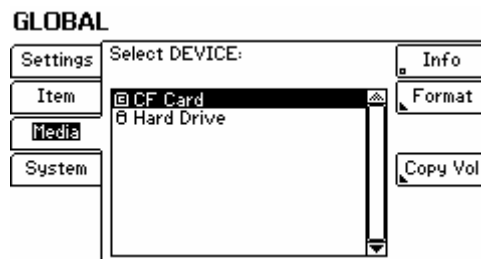 GLOBAL
Settings
Item
Media
System
Select DEVICE:
CF Card
Hard Drive
Info
Format
Copy Vol